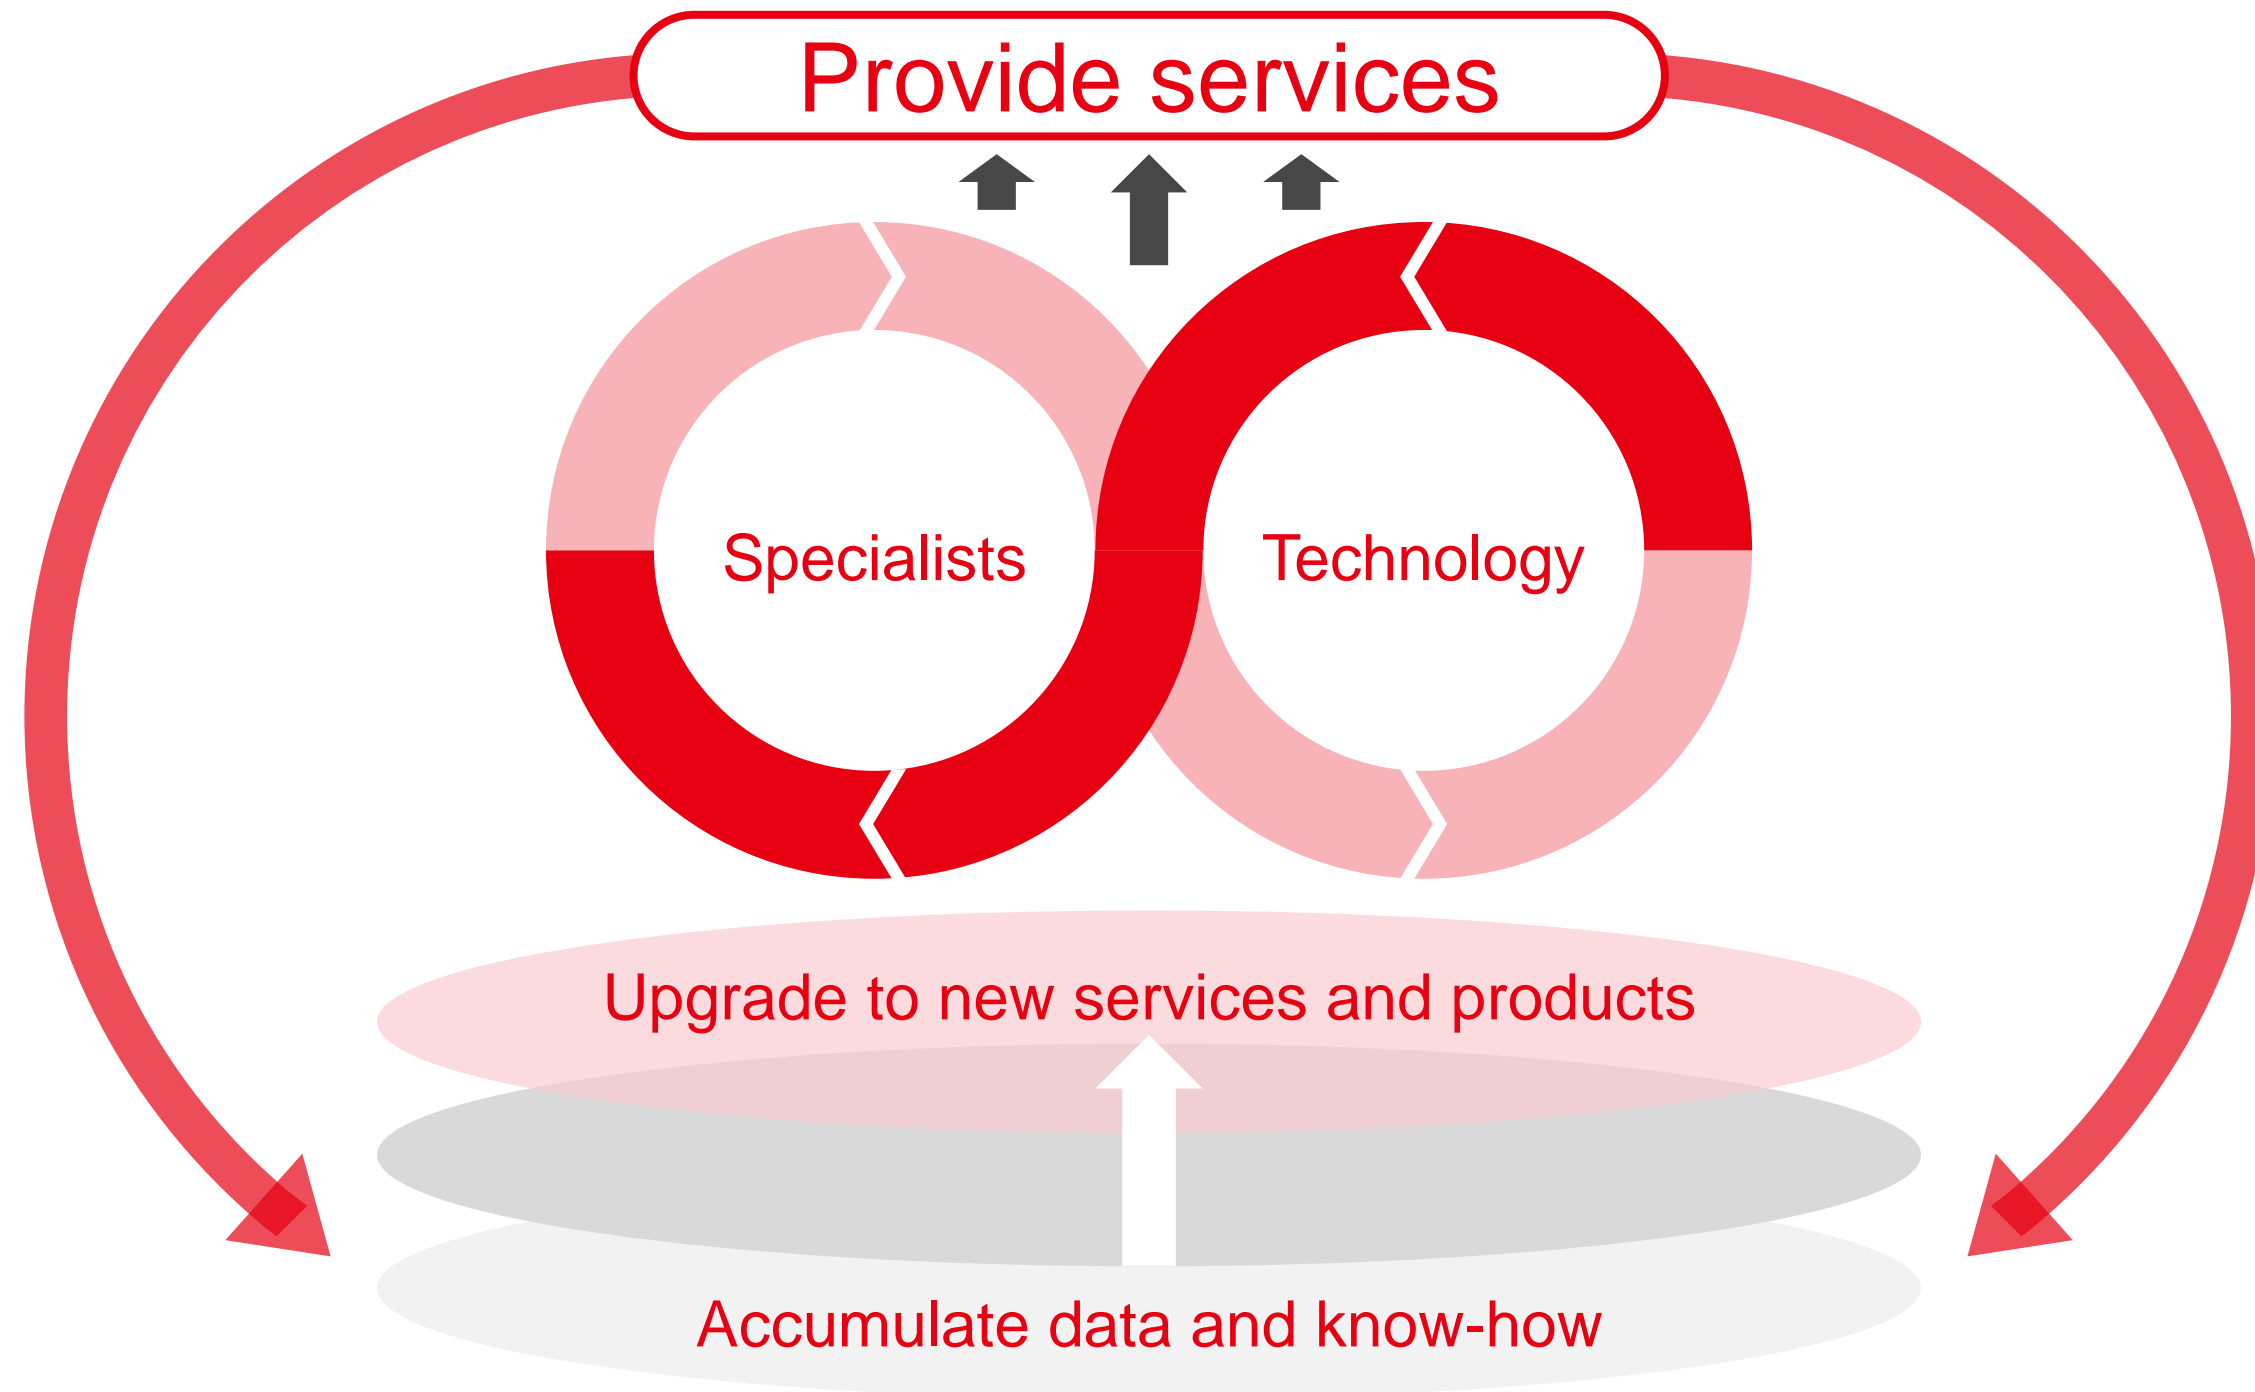 Provide services
Specialists
Technology
Upgrade to new services and products
Accumulate data and know-how